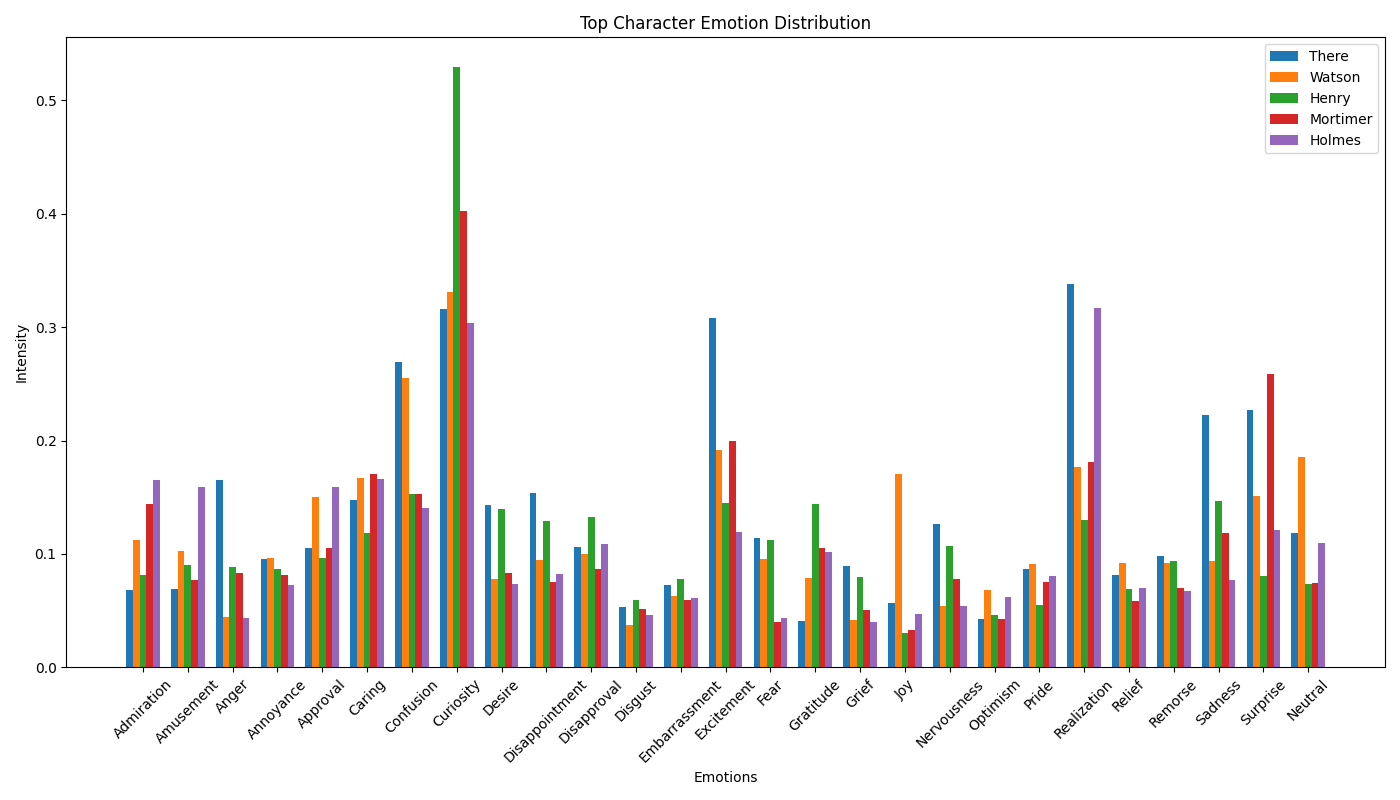 Top Character Emotion Distribution
There
Watson
Henry
Mortimer
Holmes
Intensity
0.5
0.4
0.3
0.2
0.1
0.0
Admiration
Amusement
Anger
Annoyance
Approval
Caring
Confusion
Curiosity
Desire
Disappointment
Disapproval
Disgust
Embarrassment
Excitement
Fear
Gratitude
Grief
Joy
Nervousness
Optimiism
Pride
Realization
Relief
Remorse
Sadness
Surprise
Neutral
Emotions